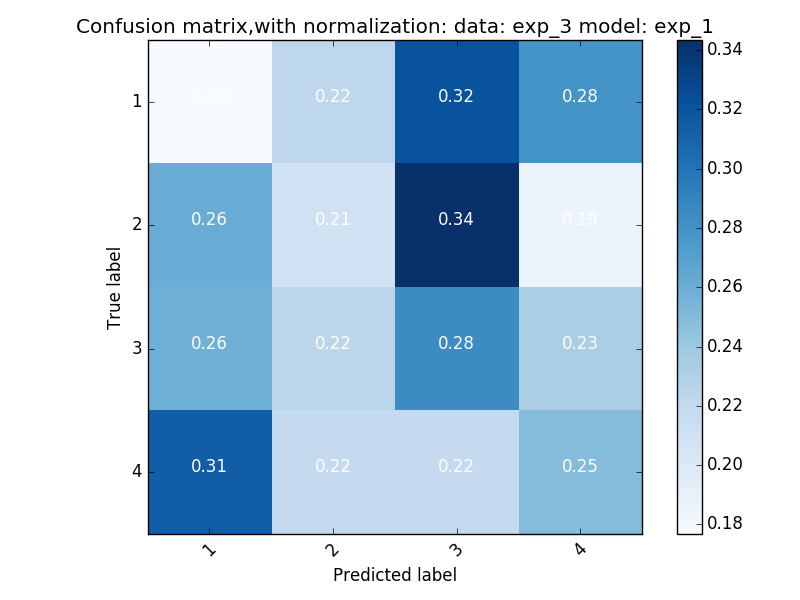 Confusion matrix,with normalization: data: exp_3 model: exp_1
True label
1 0.18 0.22 0.32 0.28
2 0.26 0.21 0.34 0.19
3 0.26 0.22 0.28 0.23
4 0.31 0.22 0.22 0.25
1 2 3 4
Predicted label
0.34
0.32
0.30
0.28
0.26
0.24
0.22
0.20
0.18